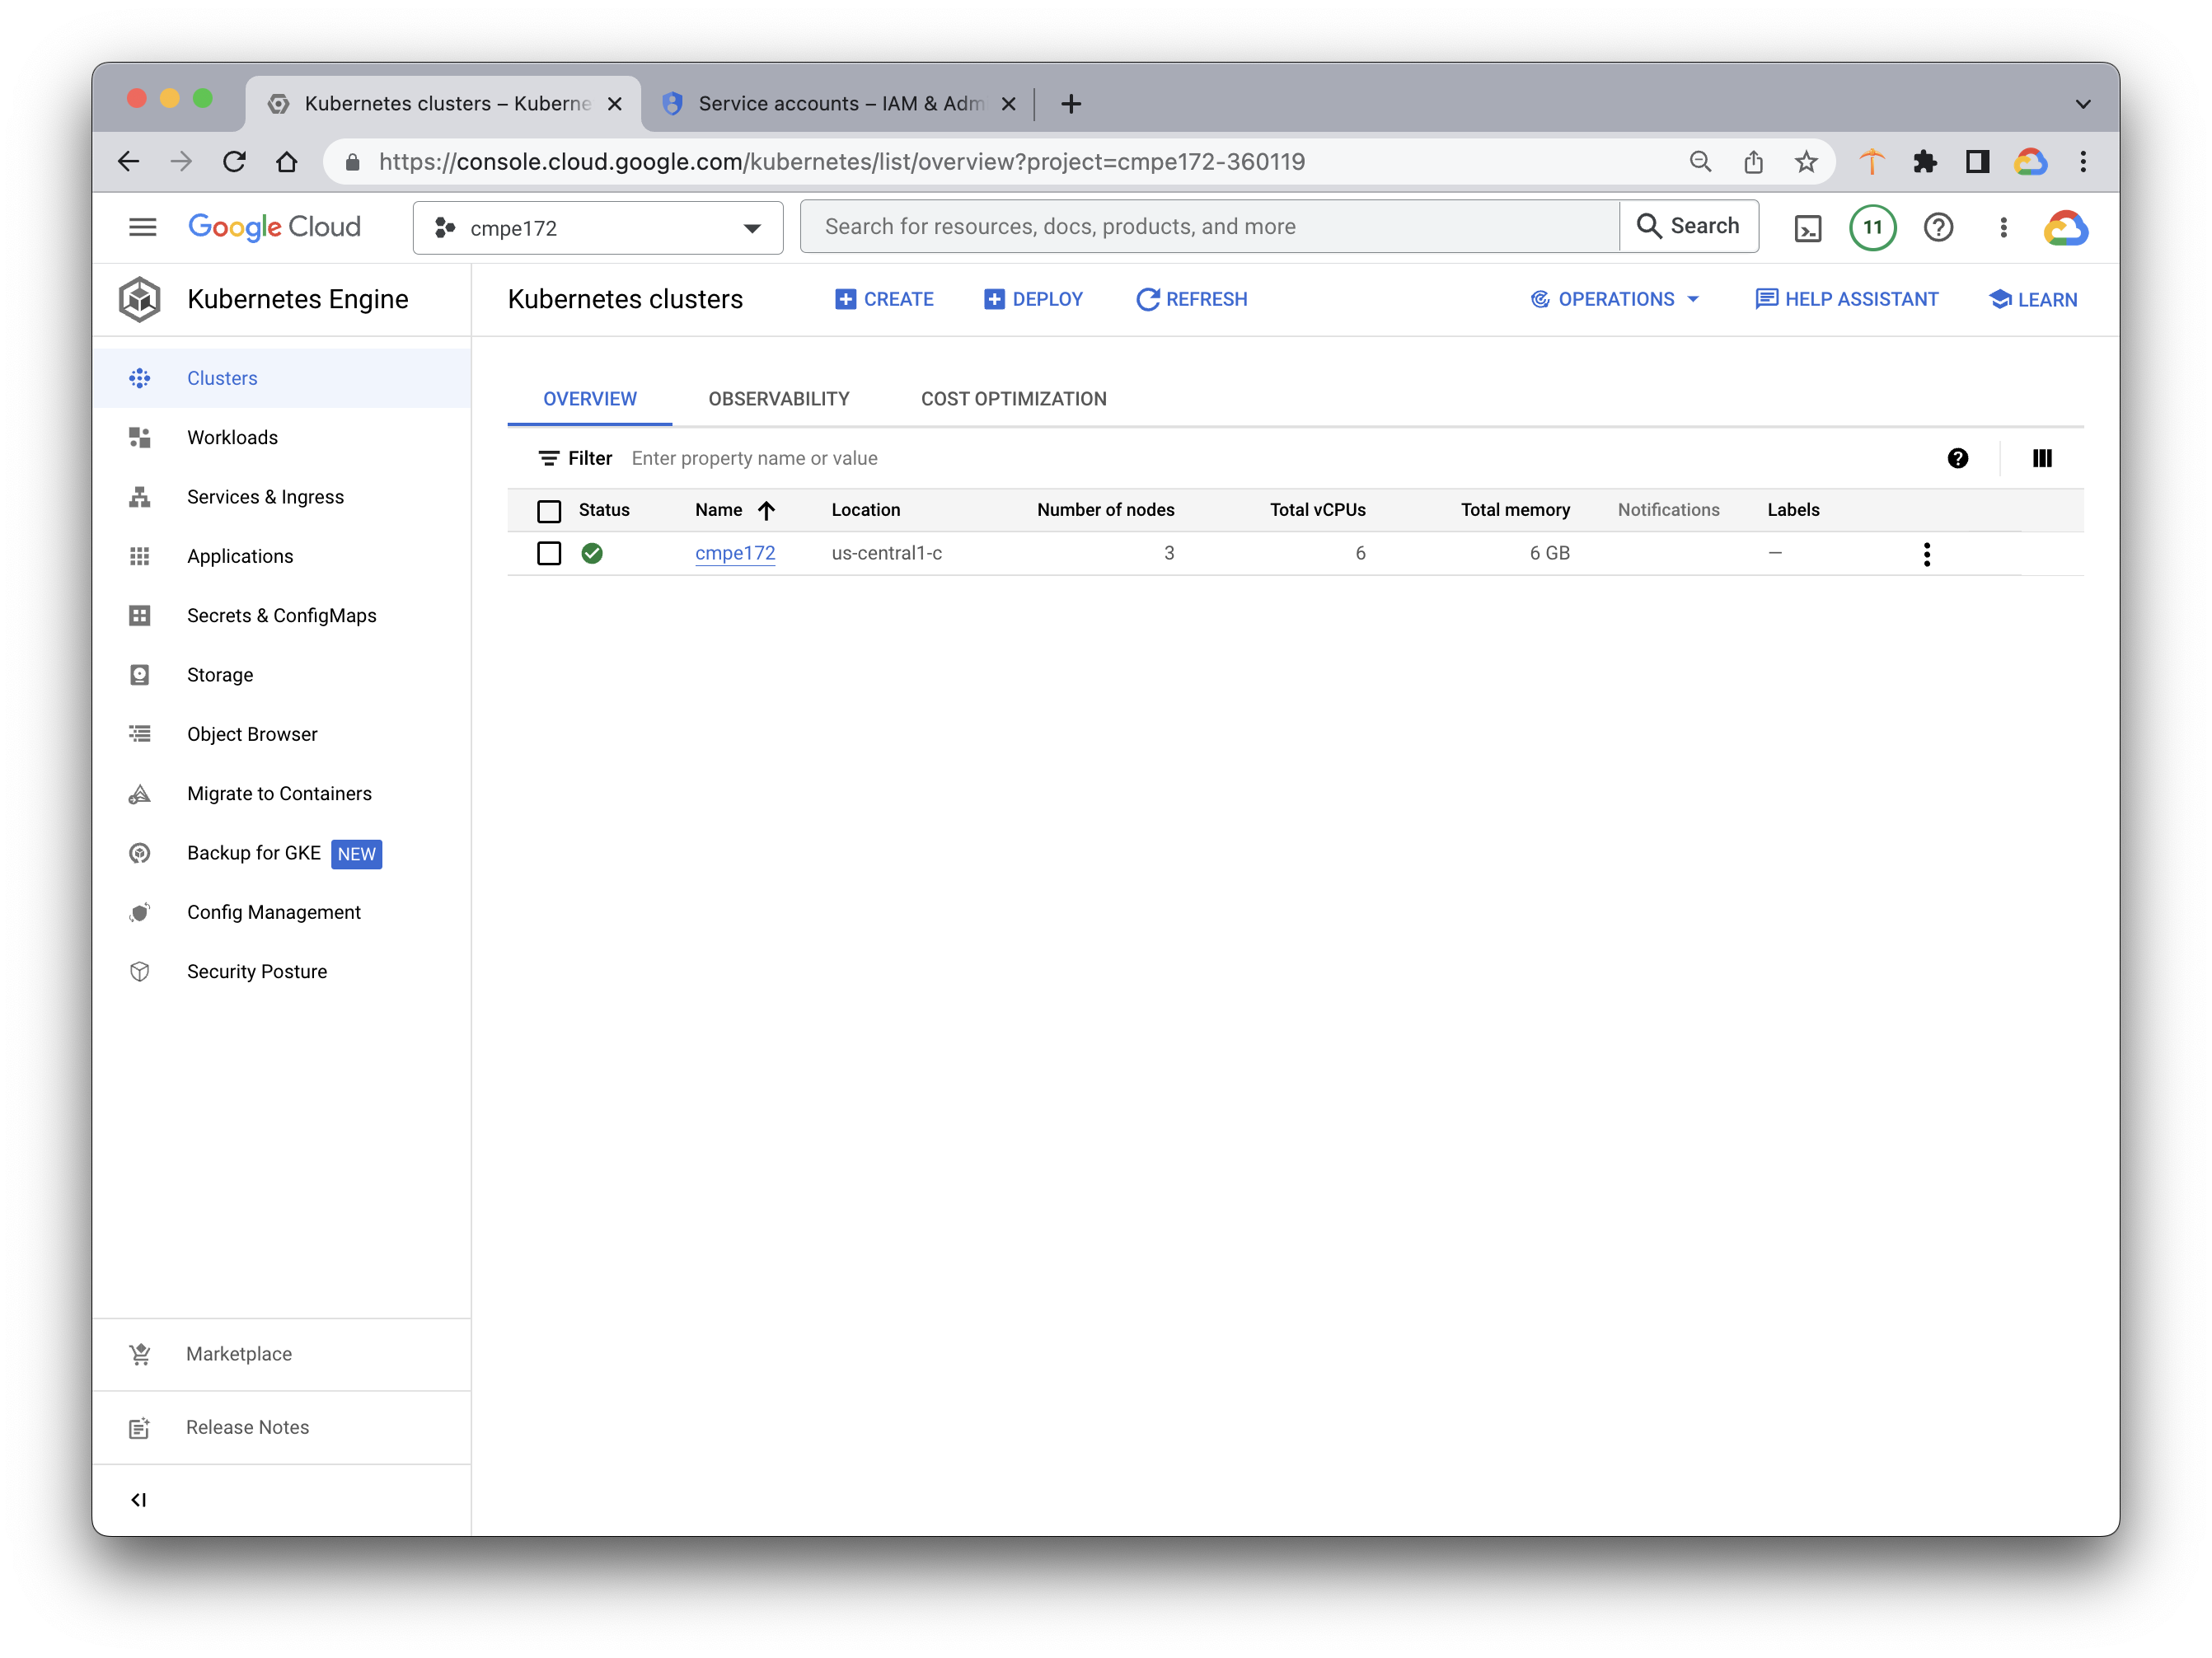 Kubernetes clusters – Kuberne
Service accounts – IAM & Adm
https://console.cloud.google.com/kubernetes/list/overview?project=cmpe172-360119
Google Cloud
cmpe172
Search for resources, docs, products, and more
Search
11
Kubernetes Engine
Kubernetes clusters
CREATE
DEPLOY
REFRESH
OPERATIONS
HELP ASSISTANT
LEARN
Clusters
Workloads
Services & Ingress
Applications
Secrets & ConfigMaps
Storage
Object Browser
Migrate to Containers
Backup for GKE NEW
Config Management
Security Posture
Marketplace
Release Notes
OVERVIEW OBSERVABILITY COST OPTIMIZATION
Filter Enter property name or value
Status Name Location Number of nodes Total vCPUs Total memory Notifications Labels
cmpe172 us-central1-c 3 6 6 GB —